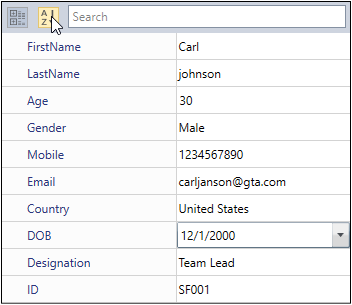 A
Z
Search
FirstName Carl
LastName johnson
Age 30
Gender Male
Mobile 1234567890
Email carljanson@gta.com
Country United States
DOB 12/1/2000
Designation Team Lead
ID SF001